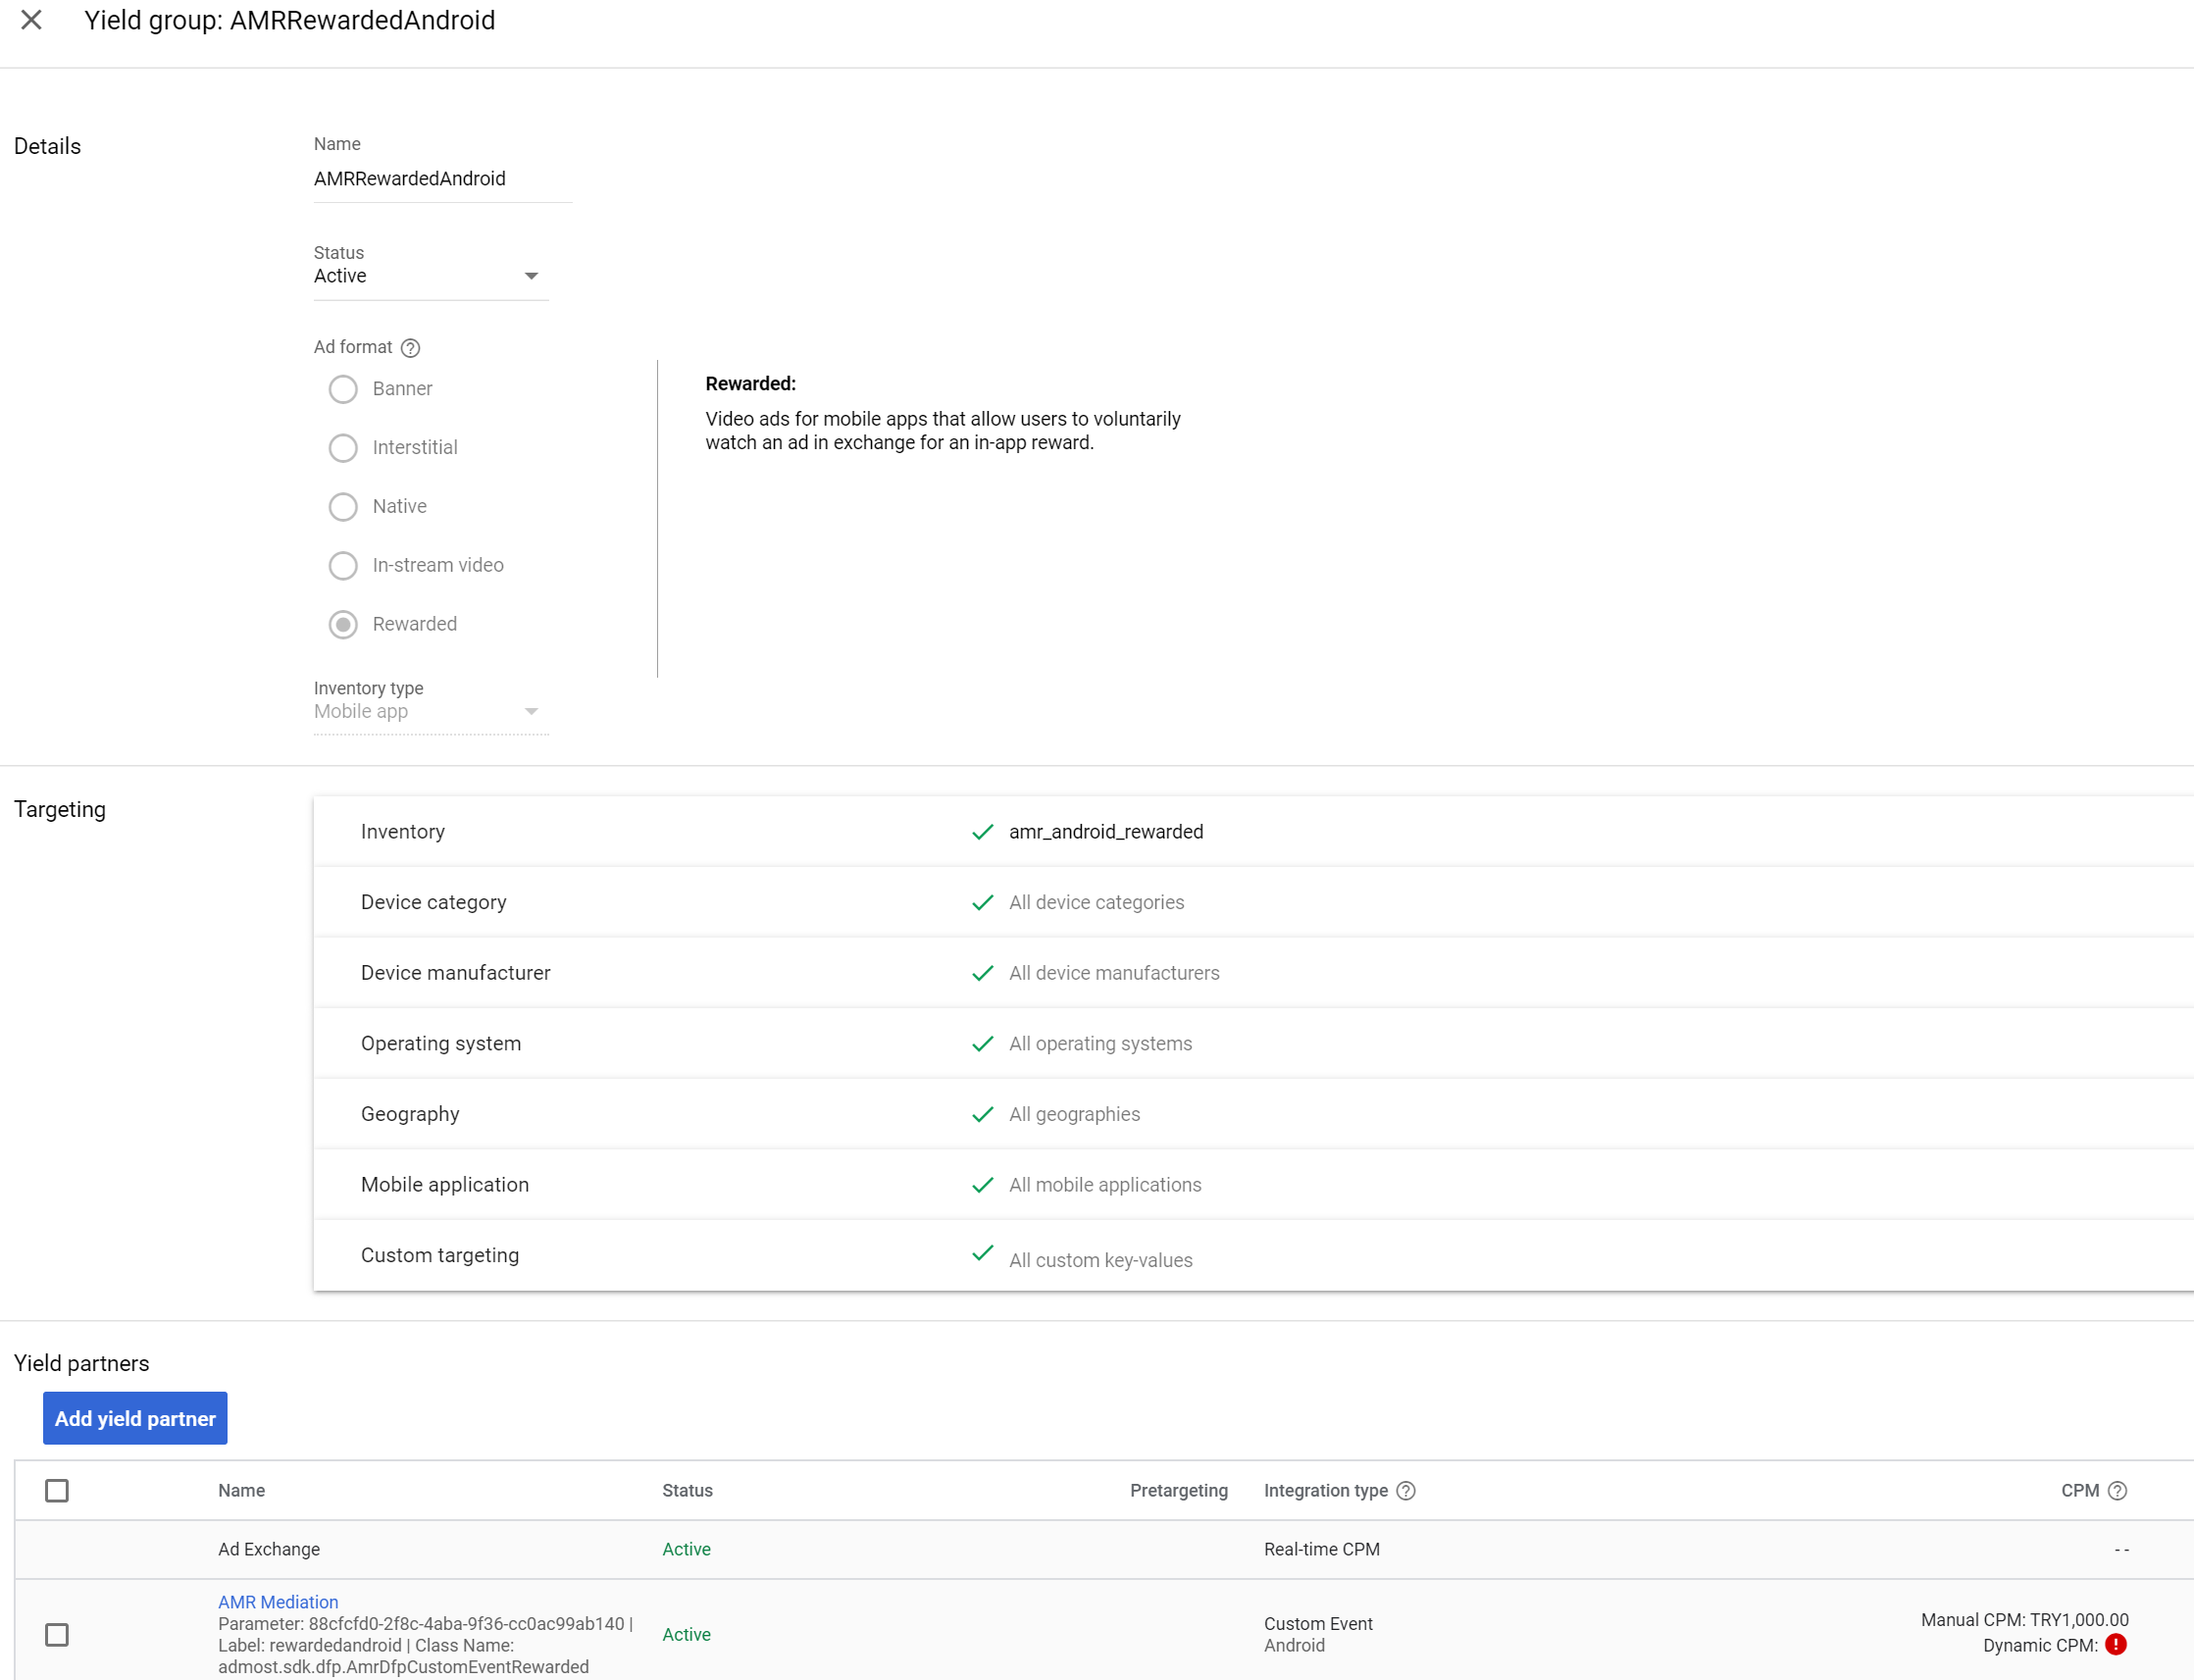 Yield group: AMRRewardedAndroid
Details
Name
AMRRewardedAndroid
Status
Active
Ad format
Banner
Interstitial
Native
In-stream video
Rewarded
Rewarded:
Video ads for mobile apps that allow users to voluntarily
watch an ad in exchange for an in-app reward.
Inventory type
Mobile app
Targeting
Inventory amr_android_rewarded
Device category All device categories
Device manufacturer All device manufacturers
Operating system All operating systems
Geography All geographies
Mobile application All mobile applications
Custom targeting All custom key-values
Yield partners
Add yield partner
Name Status Pretargeting Integration type CPM
Ad Exchange Active Real-time CPM - -
AMR Mediation
Parameter: 88cfcfd0-2f8c-4aba-9f36-cc0ac99ab140 |
Label: rewardedandroid | Class Name:
admost.sdk.dfp.AmrDfpCustomEventRewarded
Active
Custom Event
Android
Manual CPM: TRY1,000.00
Dynamic CPM: